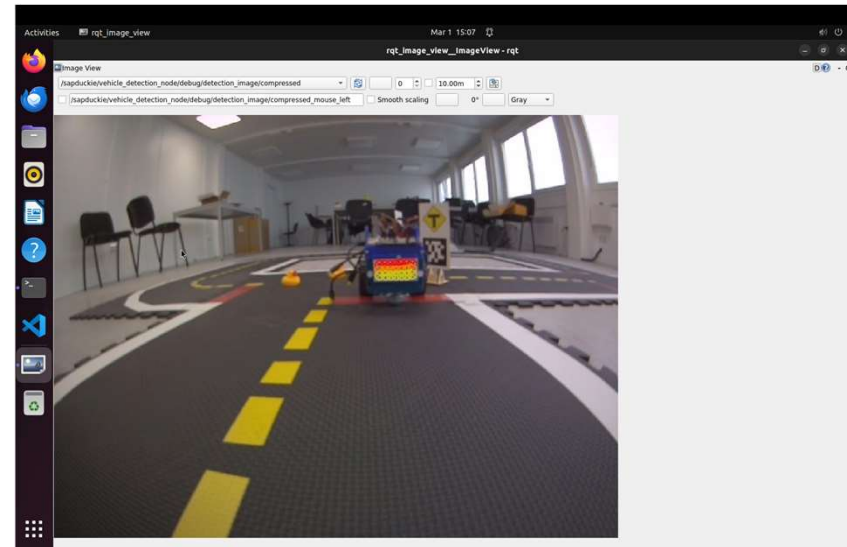 Activities rqt_image_view Mar 1 15:07
rqt_image_view__ImageView - rqt
Image View
/sapduckie/vehicle_detection_node/debug/detection_image/compressed 0 10.00m
/sapduckie/vehicle_detection_node/debug/detection_image/compressed_mouse_left Smooth scaling 0° Gray
T